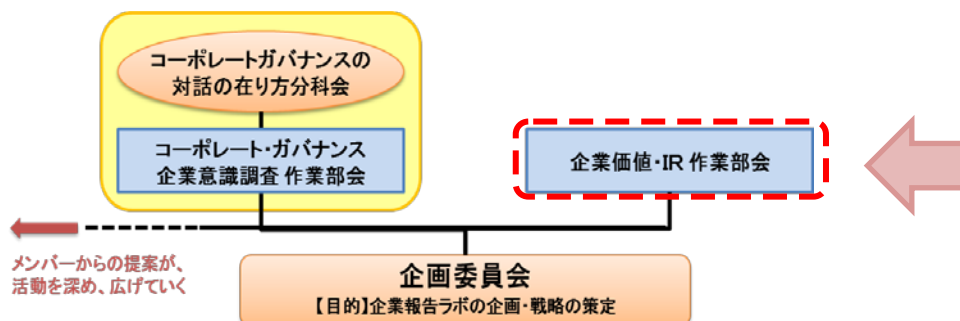 コーポレートガバナンスの
対話の在り方分科会
コーポレート・ガバナンス
企業意識調査 作業部会
企業価値・IR 作業部会
メンバーからの提案が、
活動を深め、広げていく
企画委員会
【目的】企業報告ラボの企画・戦略の策定